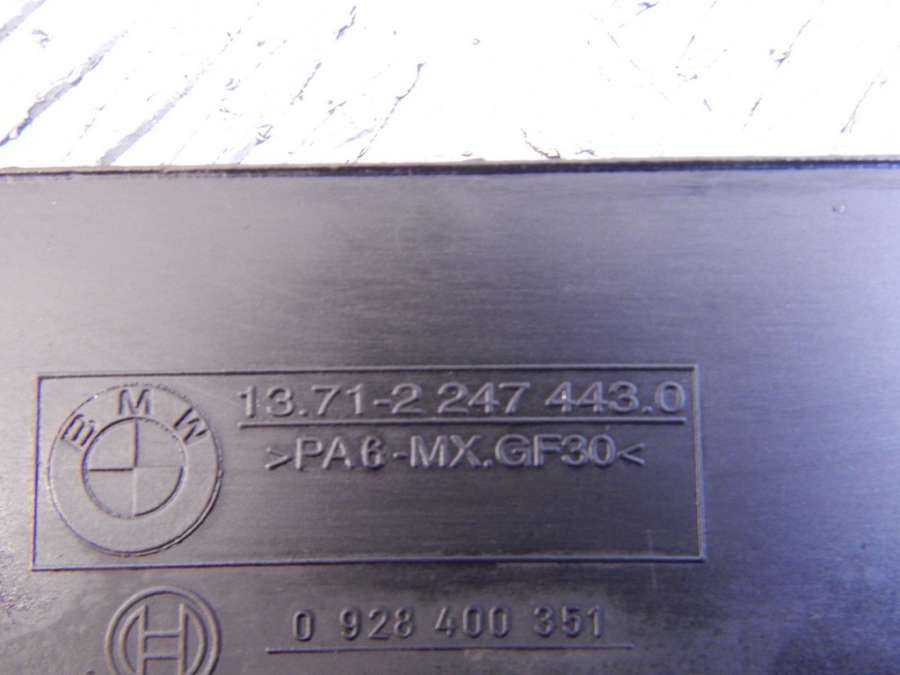 BMW
13.71-2 247 443.0
>PA6-MX.GF30<
0 928 400 351